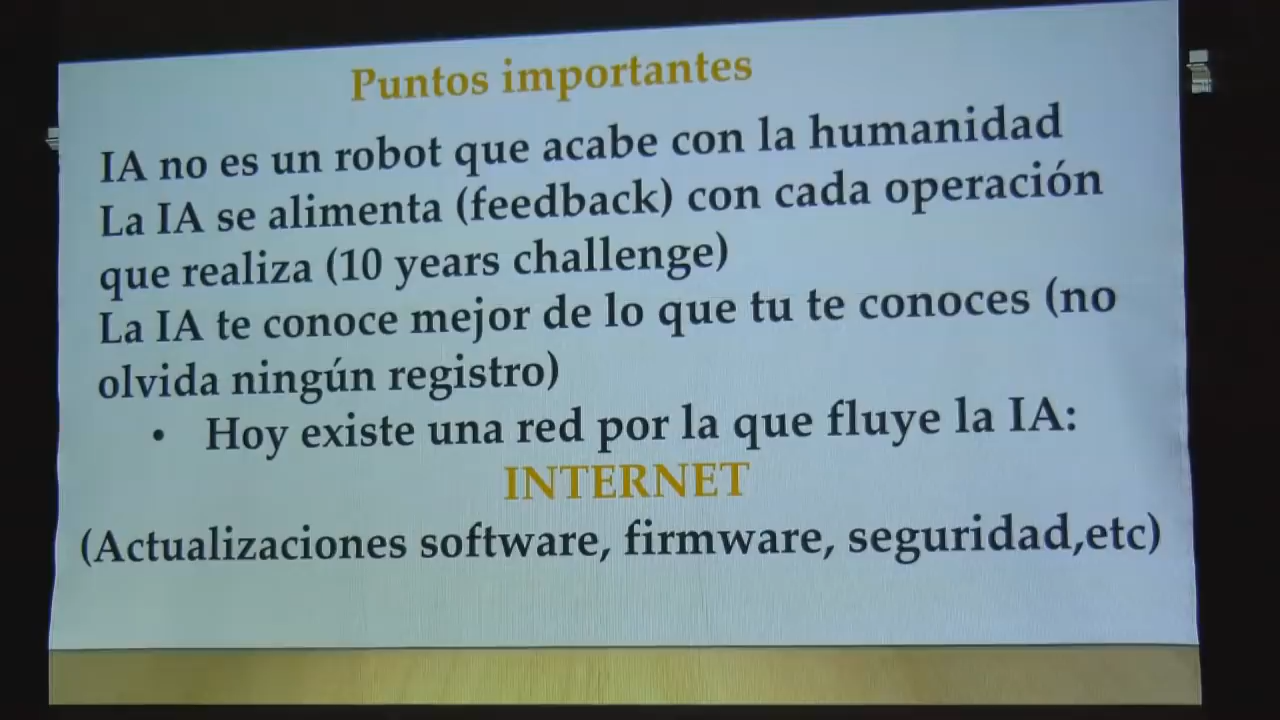 Puntos importantes
IA no es un robot que acabe con la humanidad
La IA se alimenta (feedback) con cada operación
que realiza (10 years challenge)
La IA te conoce mejor de lo que tu te conoces (no
olvida ningún registro)
• Hoy existe una red por la que fluye la IA:
INTERNET
(Actualizaciones software, firmware, seguridad,etc)